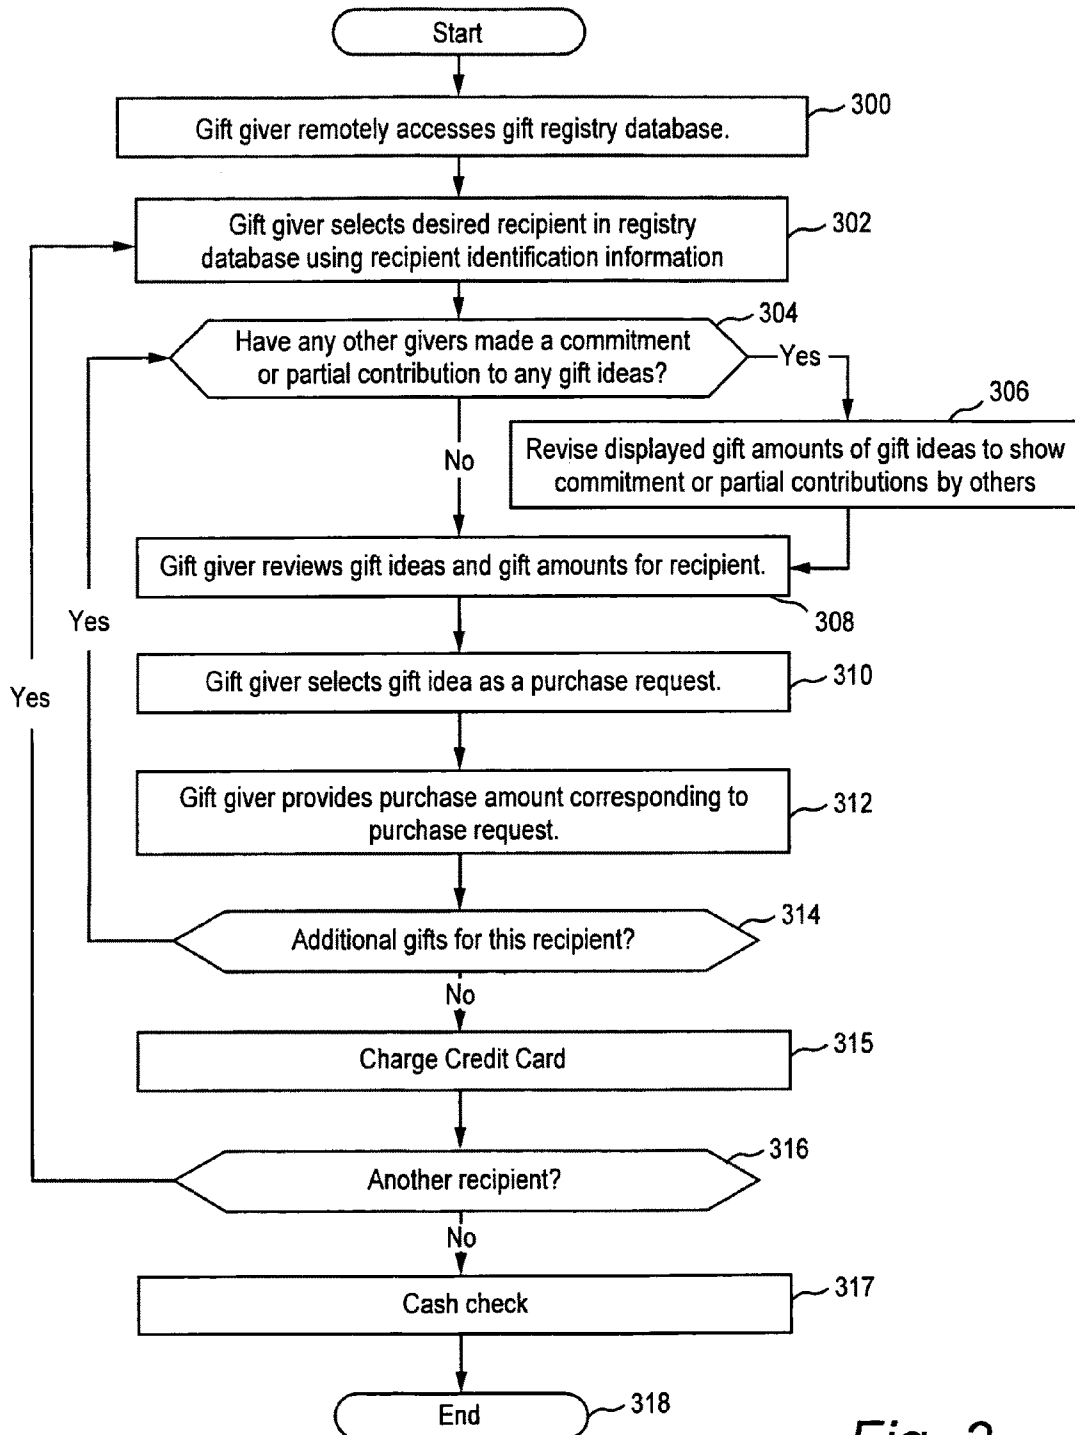 Start
Gift giver remotely accesses gift registry database.
300
Gift giver selects desired recipient in registry
database using recipient identification information
302
Have any other givers made a commitment
or partial contribution to any gift ideas?
304
Yes
306
Revise displayed gift amounts of gift ideas to show
commitment or partial contributions by others
No
Gift giver reviews gift ideas and gift amounts for recipient.
308
Yes
Gift giver selects gift idea as a purchase request.
310
Yes
Gift giver provides purchase amount corresponding to
purchase request.
312
Additional gifts for this recipient?
314
No
Charge Credit Card
315
Another recipient?
316
No
Cash check
317
End
318